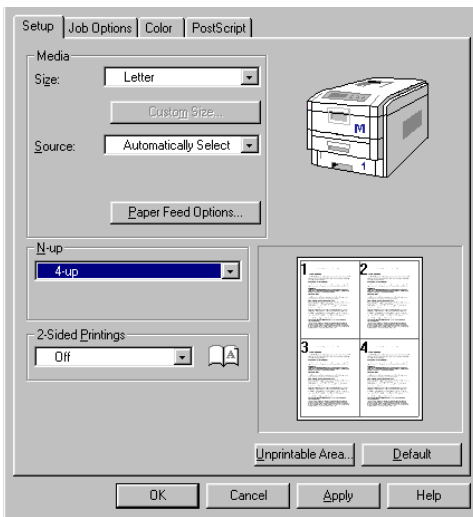 Setup Job Options Color PostScript
Media
Size: Letter
Custom Size...
Source: Automatically Select
Paper Feed Options...
M
1
N-up
4-up
2-Sided Printings
Off
A
1 2
3 4
Unprintable Area... Default
OK Cancel Apply Help